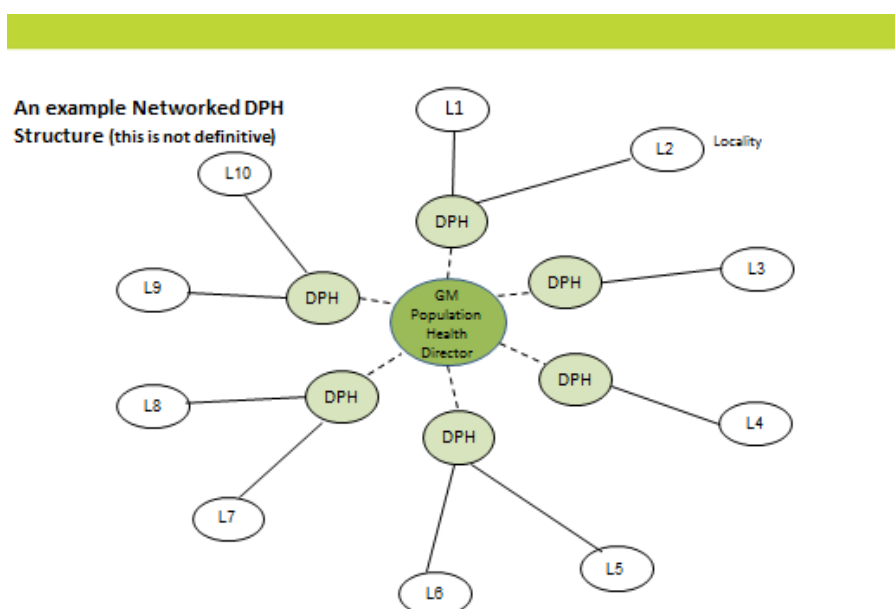 An example Networked DPH
Structure (this is not definitive)
L1
L2
Locality
L10
DPH
L3
DPH
L9
DPH
GM
Population
Health
Director
DPH
L8
DPH
L4
DPH
L7
L5
L6